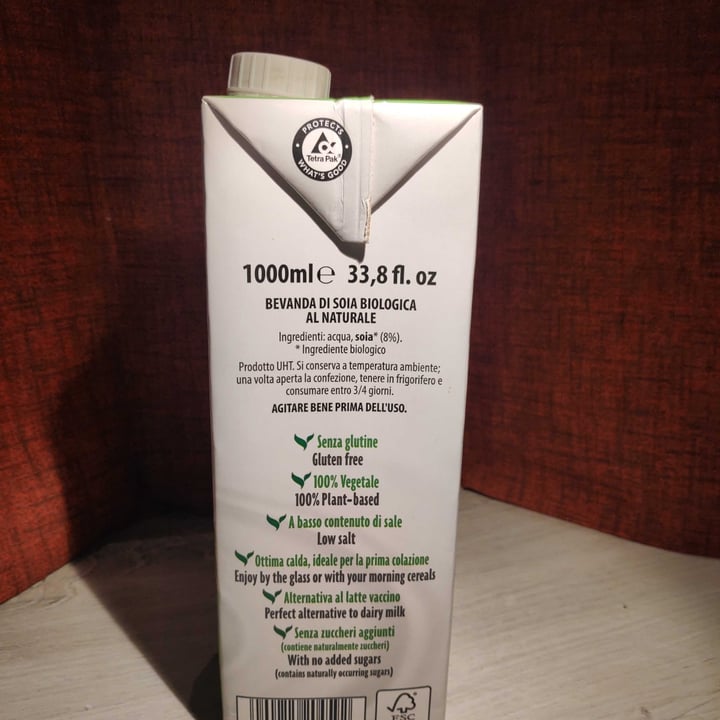 PROTECTS
Tetra Pak
WHAT'S GOOD
1000ml ℮ 33,8 fl. oz
BEVANDA DI SOIA BIOLOGICA
AL NATURALE
Ingredienti: acqua, soia* (8%).
* Ingrediente biologico
Prodotto UHT. Si conserva a temperatura ambiente;
una volta aperta la confezione, tenere in frigorifero e
consumare entro 3/4 giorni.
AGITARE BENE PRIMA DELL'USO.
Senza glutine
Gluten free
100% Vegetale
100% Plant-based
A basso contenuto di sale
Low salt
Ottima calda, ideale per la prima colazione
Enjoy by the glass or with your morning cereals
Alternativa al latte vaccino
Perfect alternative to dairy milk
Senza zuccheri aggiunti
(contiene naturalmente zuccheri)
With no added sugars
(contains naturally occurring sugars)
FSC